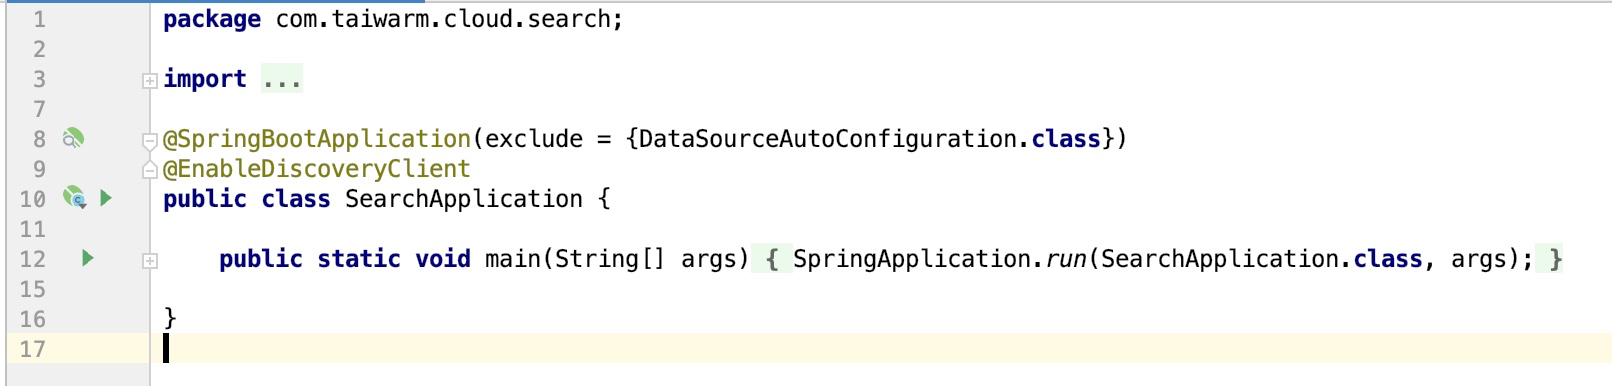 1 package com.taiwarm.cloud.search;
2
3 import ...
7
8 @SpringBootApplication(exclude = {DataSourceAutoConfiguration.class})
9 @EnableDiscoveryClient
10 public class SearchApplication {
11
12 public static void main(String[] args) { SpringApplication.run(SearchApplication.class, args); }
15
16 }
17